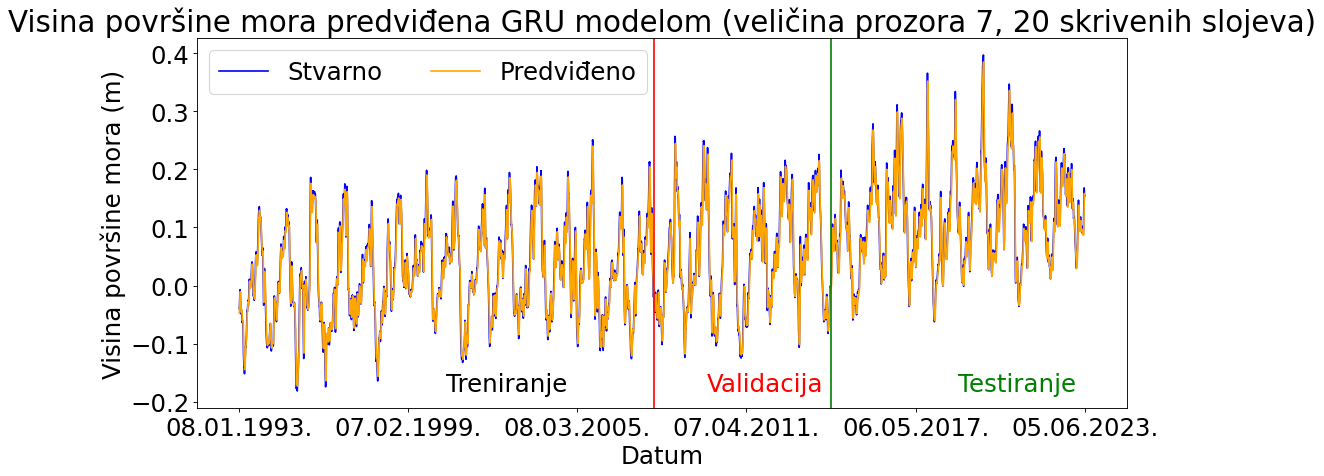 Visina površine mora predviđena GRU modelom (veličina prozora 7, 20 skrivenih slojeva)
Stvarno Predviđeno
Visina površine mora (m)
0.4
0.3
0.2
0.1
0.0
−0.1
−0.2
Treniranje Validacija Testiranje
08.01.1993. 07.02.1999. 08.03.2005. 07.04.2011. 06.05.2017. 05.06.2023.
Datum